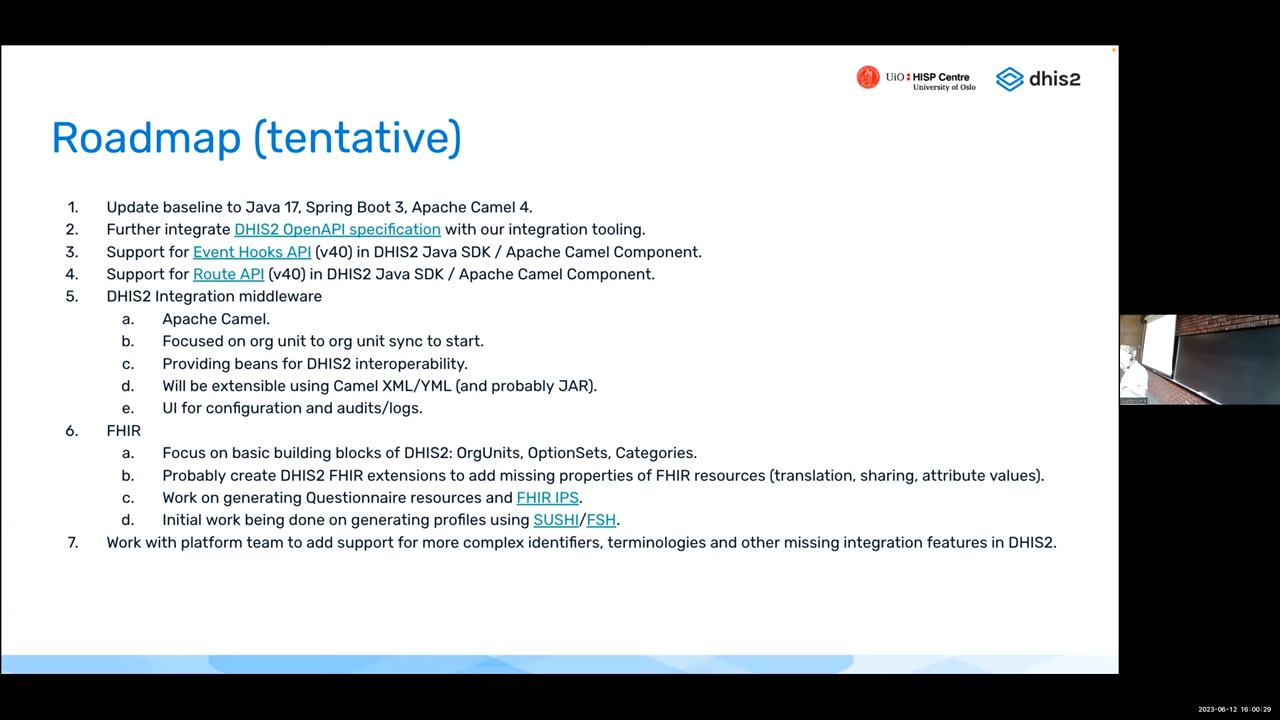 UiO HISP Centre
University of Oslo
dhis2
Roadmap (tentative)
1. Update baseline to Java 17, Spring Boot 3, Apache Camel 4.
2. Further integrate DHIS2 OpenAPI specification with our integration tooling.
3. Support for Event Hooks API (v40) in DHIS2 Java SDK / Apache Camel Component.
4. Support for Route API (v40) in DHIS2 Java SDK / Apache Camel Component.
5. DHIS2 Integration middleware
a. Apache Camel.
b. Focused on org unit to org unit sync to start.
c. Providing beans for DHIS2 interoperability.
d. Will be extensible using Camel XML/YML (and probably JAR).
e. UI for configuration and audits/logs.
6. FHIR
a. Focus on basic building blocks of DHIS2: OrgUnits, OptionSets, Categories.
b. Probably create DHIS2 FHIR extensions to add missing properties of FHIR resources (translation, sharing, attribute values).
c. Work on generating Questionnaire resources and FHIR IPS.
d. Initial work being done on generating profiles using SUSHI/FSH.
7. Work with platform team to add support for more complex identifiers, terminologies and other missing integration features in DHIS2.
2023-06-12 16:00:29